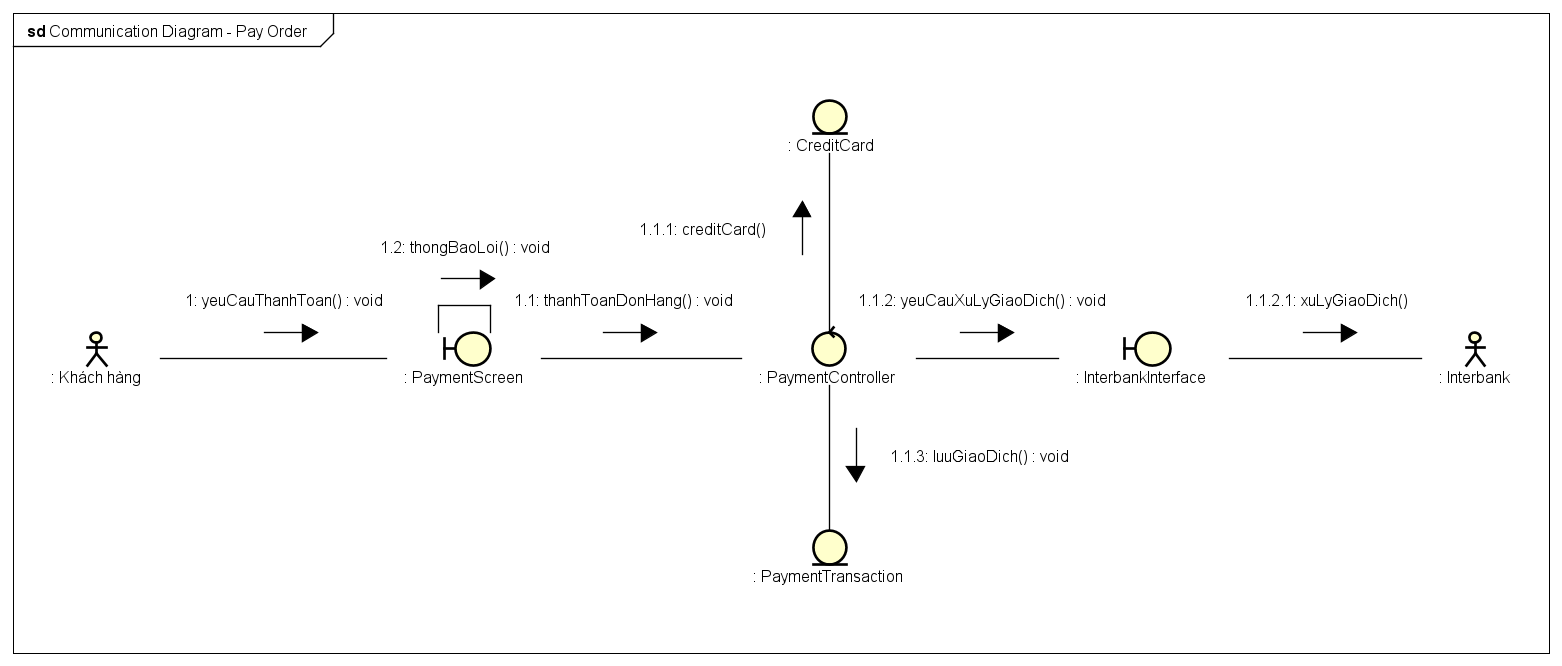 sd Communication Diagram - Pay Order
: CreditCard
1.1.1: creditCard()
1.2: thongBaoLoi() : void
1: yeuCauThanhToan() : void
1.1: thanhToanDonHang() : void
1.1.2: yeuCauXuLyGiaoDich() : void
1.1.2.1: xuLyGiaoDich()
: Khách hàng
: PaymentScreen
: PaymentController
: InterbankInterface
: Interbank
1.1.3: luuGiaoDich() : void
: PaymentTransaction